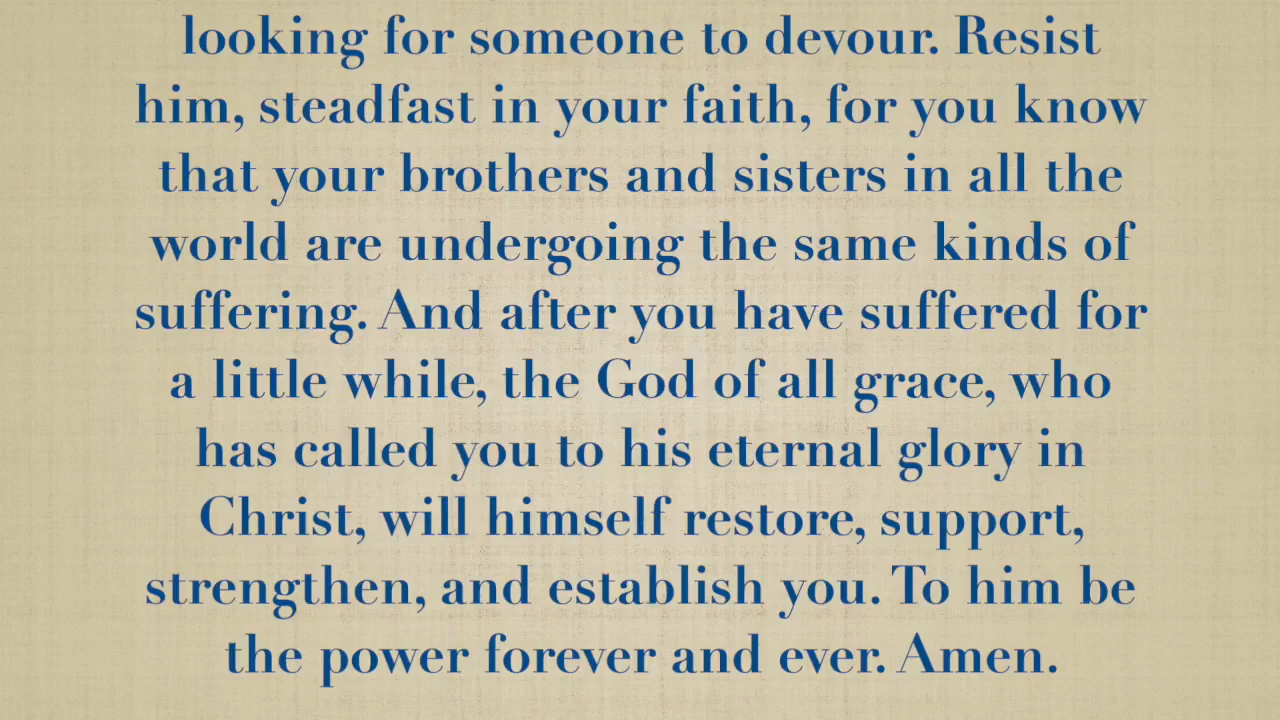 looking for someone to devour. Resist
him, steadfast in your faith, for you know
that your brothers and sisters in all the
world are undergoing the same kinds of
suffering. And after you have suffered for
a little while, the God of all grace, who
has called you to his eternal glory in
Christ, will himself restore, support,
strengthen, and establish you. To him be
the power forever and ever. Amen.